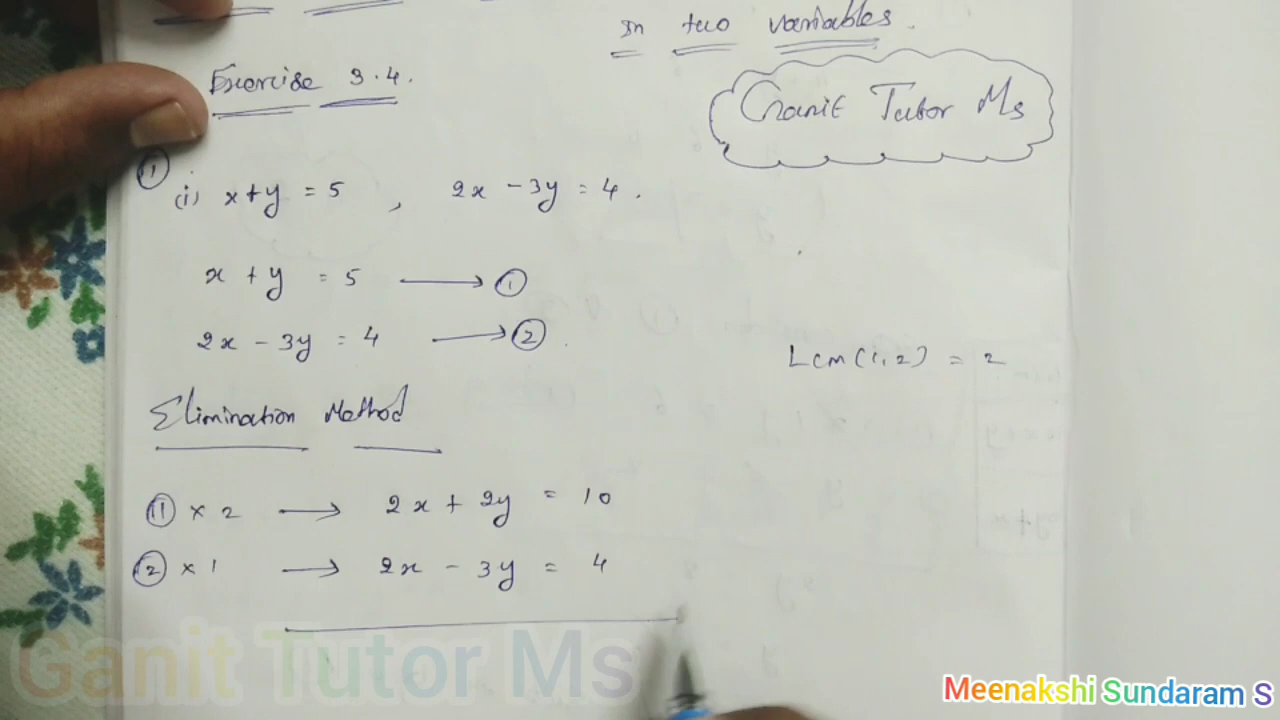 In two variables.
Exercise 3.4.
Ganit Tutor Ms
① (i) x+y = 5 , 2x - 3y = 4.
x + y = 5 ⟶ ①
2x - 3y = 4 ⟶ ②.
Lcm (1, 2) = 2
Elimination Method
① × 2 ⟶ 2x + 2y = 10
② × 1 ⟶ 2x - 3y = 4
Ganit Tutor Ms
Meenakshi Sundaram S